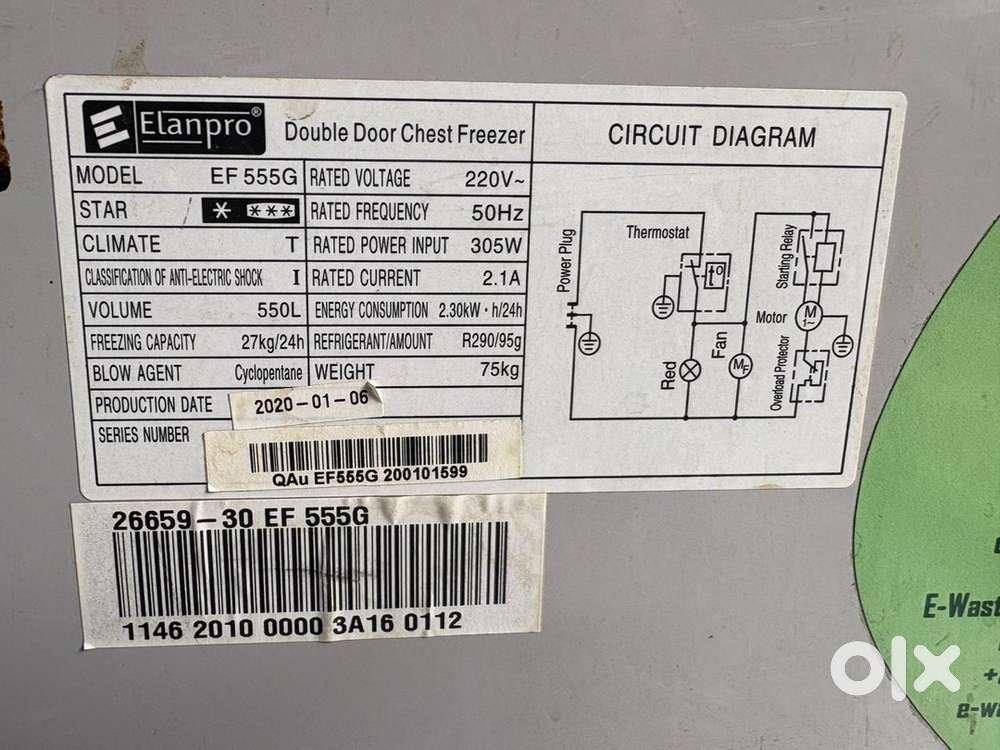 Elanpro® Double Door Chest Freezer
CIRCUIT DIAGRAM
MODEL EF 555G
RATED VOLTAGE 220V~
STAR * ***
RATED FREQUENCY 50Hz
CLIMATE T
RATED POWER INPUT 305W
CLASSIFICATION OF ANTI-ELECTRIC SHOCK I
RATED CURRENT 2.1A
VOLUME 550L
ENERGY CONSUMPTION 2.30kW·h/24h
FREEZING CAPACITY 27kg/24h
REFRIGERANT/AMOUNT R290/95g
BLOW AGENT Cyclopentane
WEIGHT 75kg
PRODUCTION DATE 2020-01-06
SERIES NUMBER
QAu EF555G 200101599
Power Plug
Thermostat
t°
Starting Relay
Motor
M
1~
Red
Fan
MF
Overload Protector
26659-30 EF 555G
1146 2010 0000 3A16 0112
olx